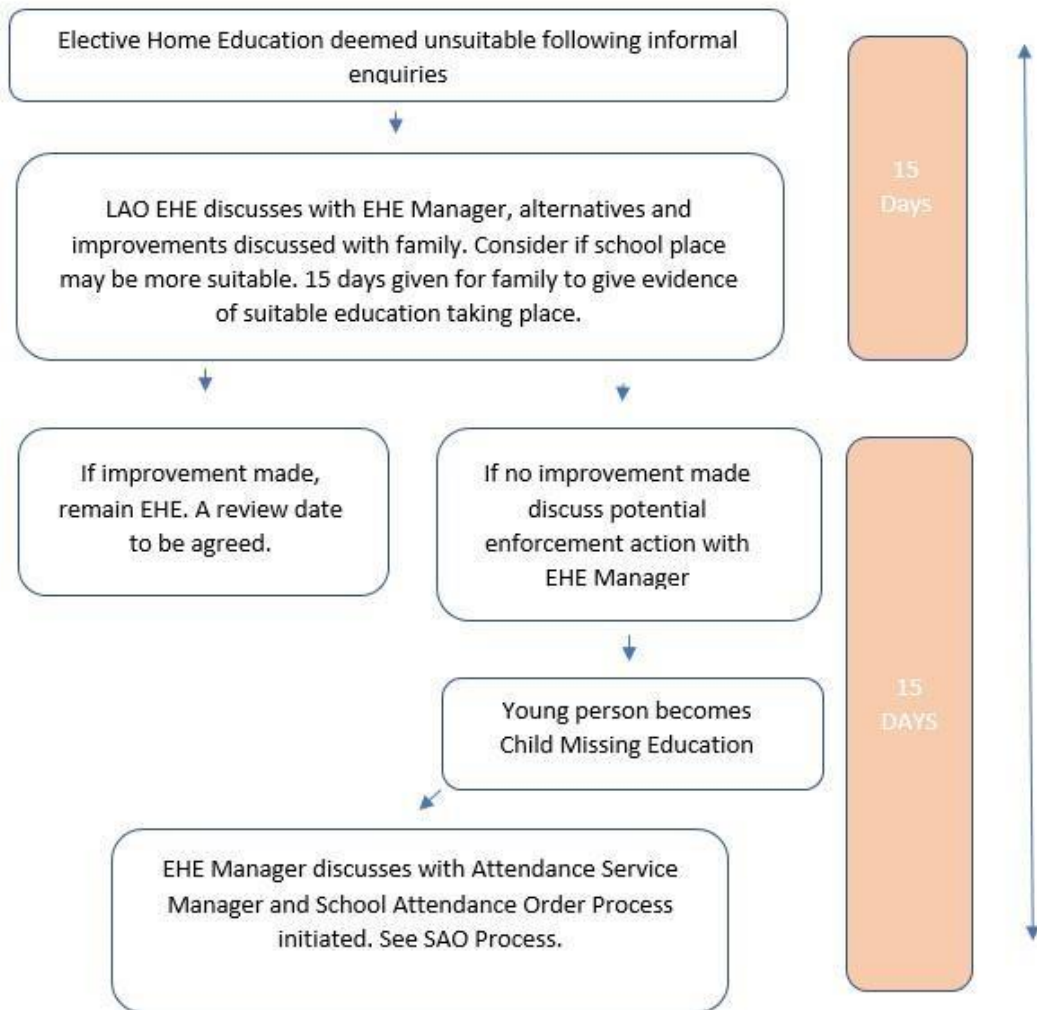 Elective Home Education deemed unsuitable following informal
enquiries
15
Days
LAO EHE discusses with EHE Manager, alternatives and
improvements discussed with family. Consider if school place
may be more suitable. 15 days given for family to give evidence
of suitable education taking place.
If improvement made,
remain EHE. A review date
to be agreed.
If no improvement made
discuss potential
enforcement action with
EHE Manager
15
DAYS
Young person becomes
Child Missing Education
EHE Manager discusses with Attendance Service
Manager and School Attendance Order Process
initiated. See SAO Process.